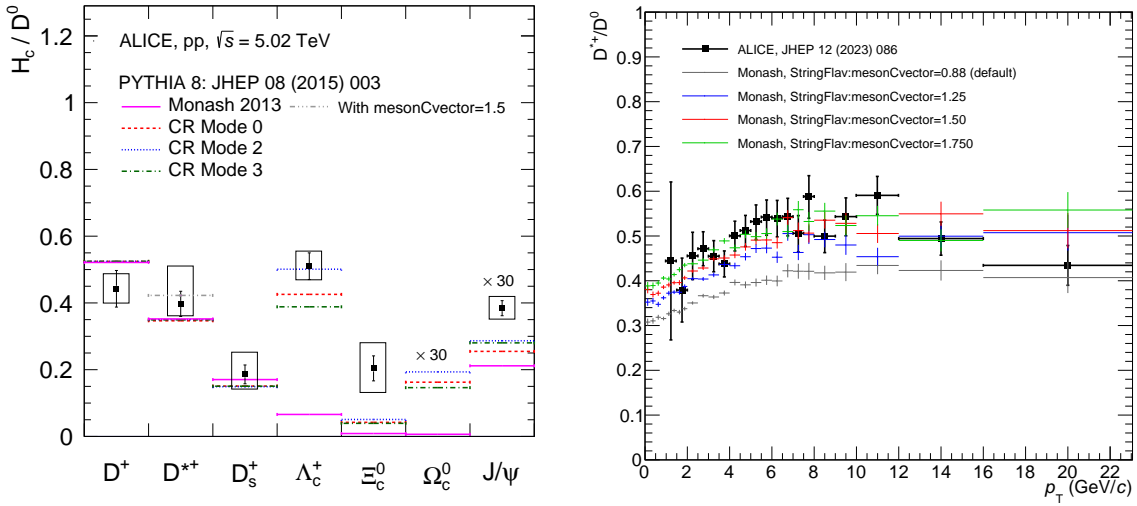 H_c / D^0
1.2
1
0.8
0.6
0.4
0.2
0
ALICE, pp, √s = 5.02 TeV
PYTHIA 8: JHEP 08 (2015) 003
Monash 2013
With mesonCvector=1.5
CR Mode 0
CR Mode 2
CR Mode 3
× 30
× 30
D⁺ D*⁺ D_s⁺ Λ_c⁺ Ξ_c⁰ Ω_c⁰ J/ψ
D*⁺/D⁰
1
0.9
0.8
0.7
0.6
0.5
0.4
0.3
0.2
0.1
0
ALICE, JHEP 12 (2023) 086
Monash, StringFlav:mesonCvector=0.88 (default)
Monash, StringFlav:mesonCvector=1.25
Monash, StringFlav:mesonCvector=1.50
Monash, StringFlav:mesonCvector=1.750
0 2 4 6 8 10 12 14 16 18 20 22
p_T (GeV/c)